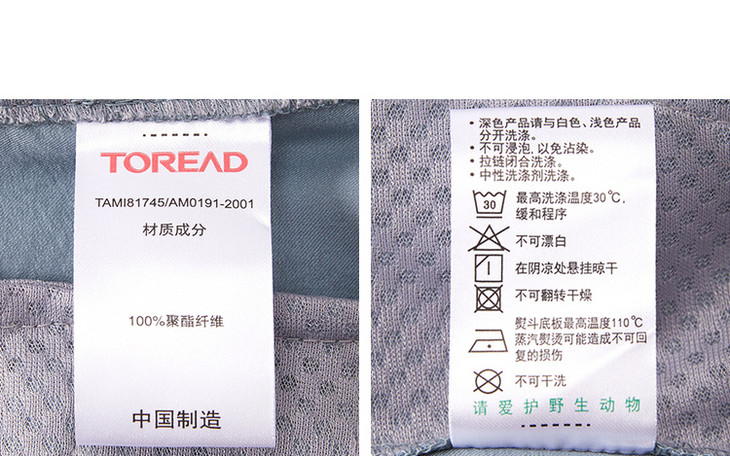 TOREAD
TAMI81745/AM0191-2001
材质成分
100%聚酯纤维
中国制造
• 深色产品请与白色、浅色产品
分开洗涤。
• 不可浸泡,以免沾染。
• 拉链闭合洗涤。
• 中性洗涤剂洗涤。
30
最高洗涤温度30℃,
缓和程序
不可漂白
在阴凉处悬挂晾干
不可翻转干燥
熨斗底板最高温度110℃
蒸汽熨烫可能造成不可回
复的损伤
不可干洗
请爱护野生动物